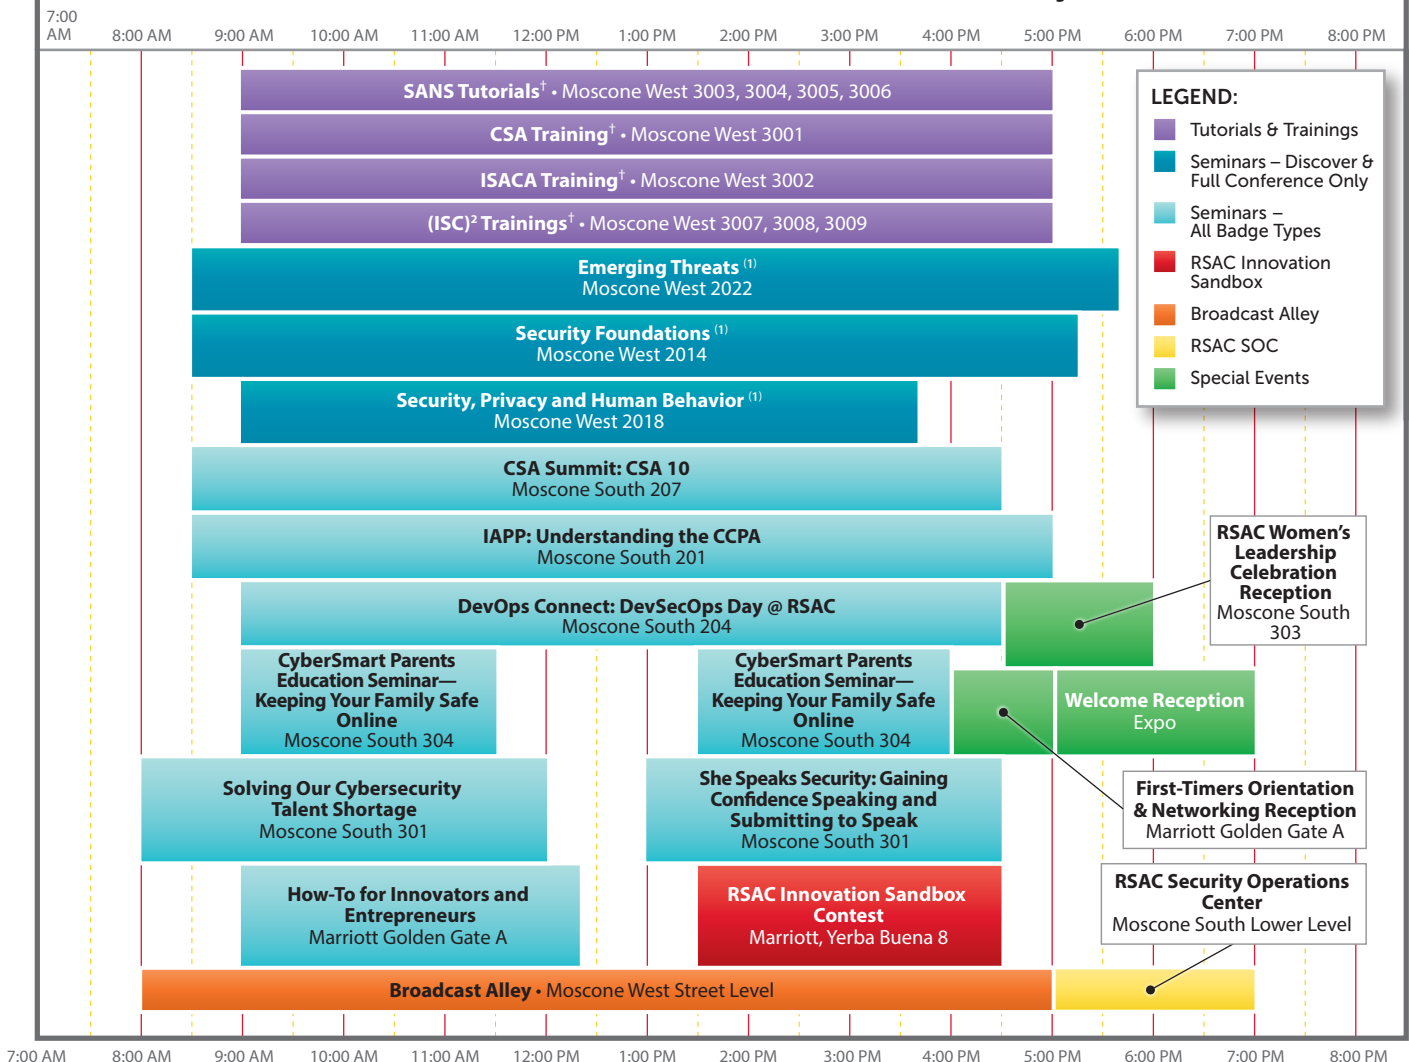 7:00
AM
8:00 AM
9:00 AM
10:00 AM
11:00 AM
12:00 PM
1:00 PM
2:00 PM
3:00 PM
4:00 PM
5:00 PM
6:00 PM
7:00 PM
8:00 PM
SANS Tutorials† • Moscone West 3003, 3004, 3005, 3006
CSA Training† • Moscone West 3001
ISACA Training† • Moscone West 3002
(ISC)² Trainings† • Moscone West 3007, 3008, 3009
LEGEND:
Tutorials & Trainings
Seminars – Discover &
Full Conference Only
Seminars –
All Badge Types
RSAC Innovation
Sandbox
Broadcast Alley
RSAC SOC
Special Events
Emerging Threats (1)
Moscone West 2022
Security Foundations (1)
Moscone West 2014
Security, Privacy and Human Behavior (1)
Moscone West 2018
CSA Summit: CSA 10
Moscone South 207
IAPP: Understanding the CCPA
Moscone South 201
RSAC Women's
Leadership
Celebration
Reception
Moscone South
303
DevOps Connect: DevSecOps Day @ RSAC
Moscone South 204
CyberSmart Parents
Education Seminar—
Keeping Your Family Safe
Online
Moscone South 304
CyberSmart Parents
Education Seminar—
Keeping Your Family Safe
Online
Moscone South 304
Welcome Reception
Expo
Solving Our Cybersecurity
Talent Shortage
Moscone South 301
She Speaks Security: Gaining
Confidence Speaking and
Submitting to Speak
Moscone South 301
First-Timers Orientation
& Networking Reception
Marriott Golden Gate A
How-To for Innovators and
Entrepreneurs
Marriott Golden Gate A
RSAC Innovation Sandbox
Contest
Marriott, Yerba Buena 8
RSAC Security Operations
Center
Moscone South Lower Level
Broadcast Alley • Moscone West Street Level
7:00 AM
8:00 AM
9:00 AM
10:00 AM
11:00 AM
12:00 PM
1:00 PM
2:00 PM
3:00 PM
4:00 PM
5:00 PM
6:00 PM
7:00 PM
8:00 PM